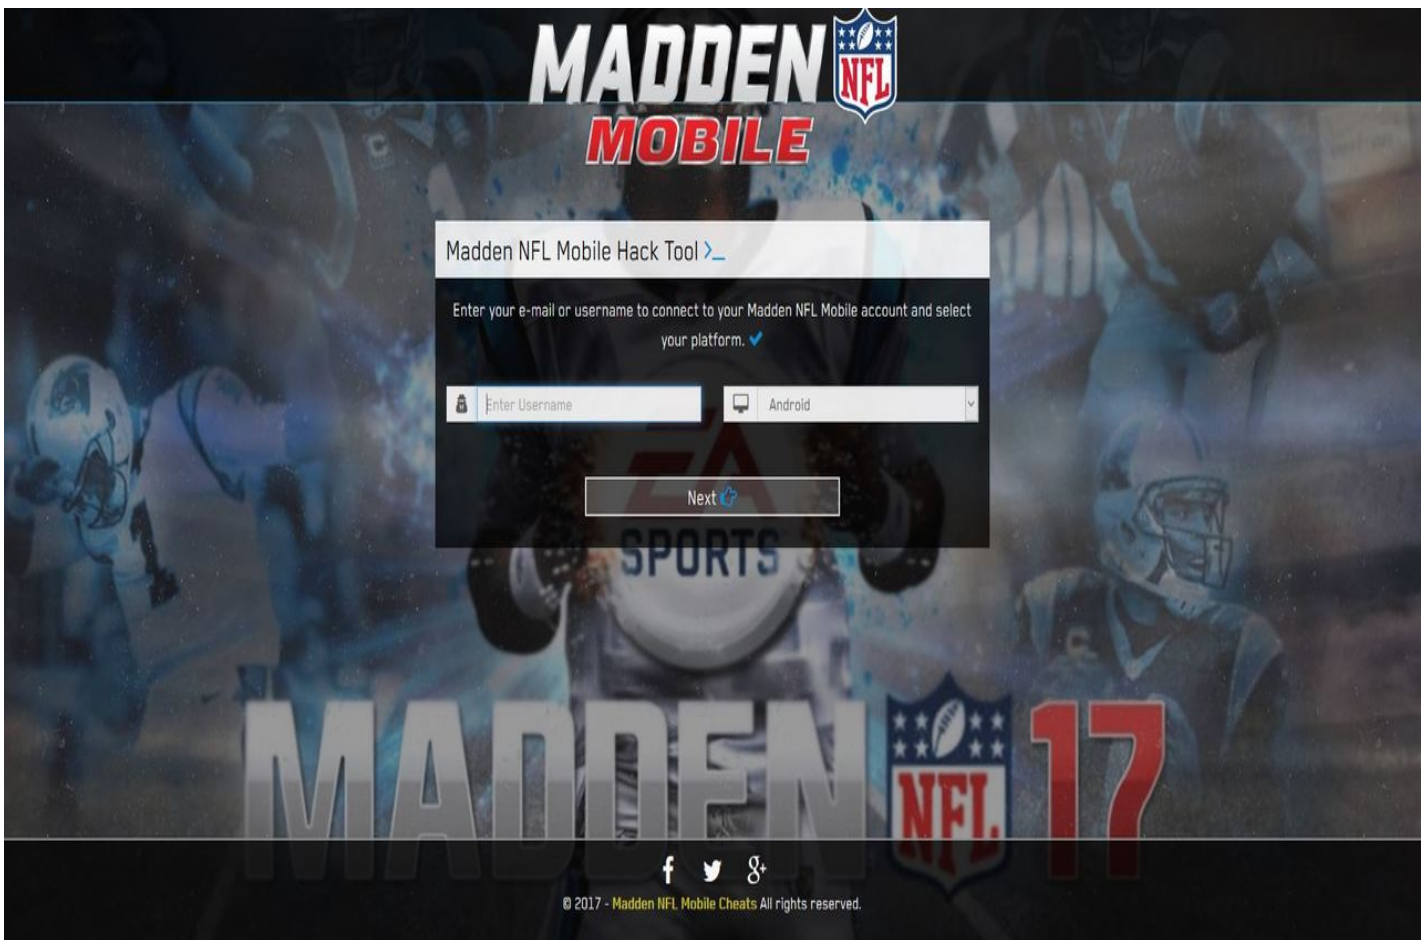 MADDEN NFL
MOBILE
Madden NFL Mobile Hack Tool >_
Enter your e-mail or username to connect to your Madden NFL Mobile account and select
your platform.
Enter Username
Android
Next
EA
SPORTS
MADDEN NFL 17
© 2017 - Madden NFL Mobile Cheats All rights reserved.